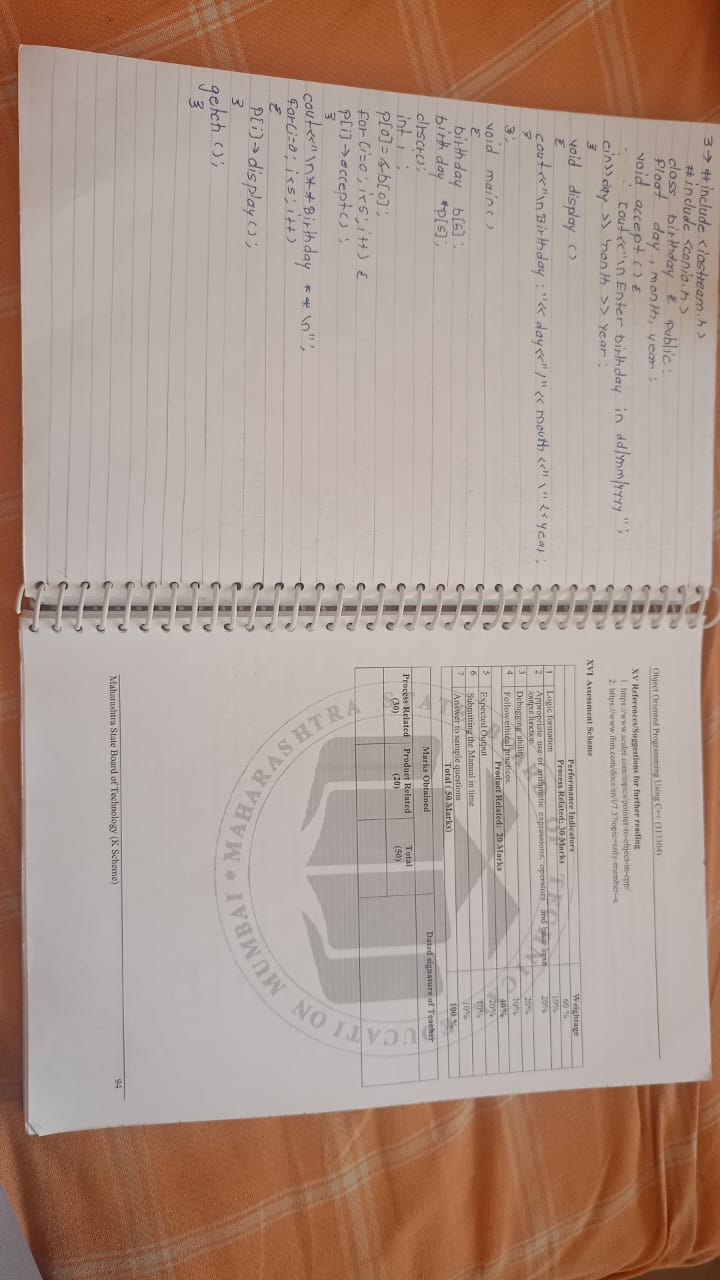 3→ #include <iostream.h>
#include <conio.h>
class birthday { public:
float day, month, year;
void accept() {
cout<<"\n Enter birthday in dd/mm/yyyy";
cin>>day >> month >> year;
}
void display ()
{
cout<<"\n Birthday : "<< day<<"/"<< mouth <<" \ " << year;
}
};
void main()
{
birthday b[5];
birthday *p[5];
clrscr();
int i ;
p[0]=&b[0];
for(i=0; i<5; i++) {
P[i]→accept();
}
cout<<"\n**Birthday **\n";
for(i=0; i<5; i++)
{
P[i]→display();
}
getch();
}
Object Oriented Programming Using C++ (313304)
XV References/Suggestions for further reading
1. https://www.scaler.com/topics/pointer-to-object-in-cpp/
2. https://www.ibm.com/docs/en/i/7.3?topic=only-member--c
XVI Assessment Scheme
Performance Indicators Weightage
Process Related: 30 Marks 60 %
1 Logic formation 10%
2 Appropriate use of arithmetic expressions, operators and basic input /output function. 20%
3 Debugging ability 20%
4 Follow ethical practices. 10%
Product Related: 20 Marks 40%
5 Expected Output 20%
6 Submitting the Manual in time 10%
7 Answer to sample questions 10%
Total ( 50 Marks) 100 %
Marks Obtained Dated signature of Teacher
Process Related (30) Product Related (20) Total (50)
MAHARASHTRA STATE BOARD OF TECHNICAL EDUCATION MUMBAI *
Maharashtra State Board of Technology (K Scheme) 94